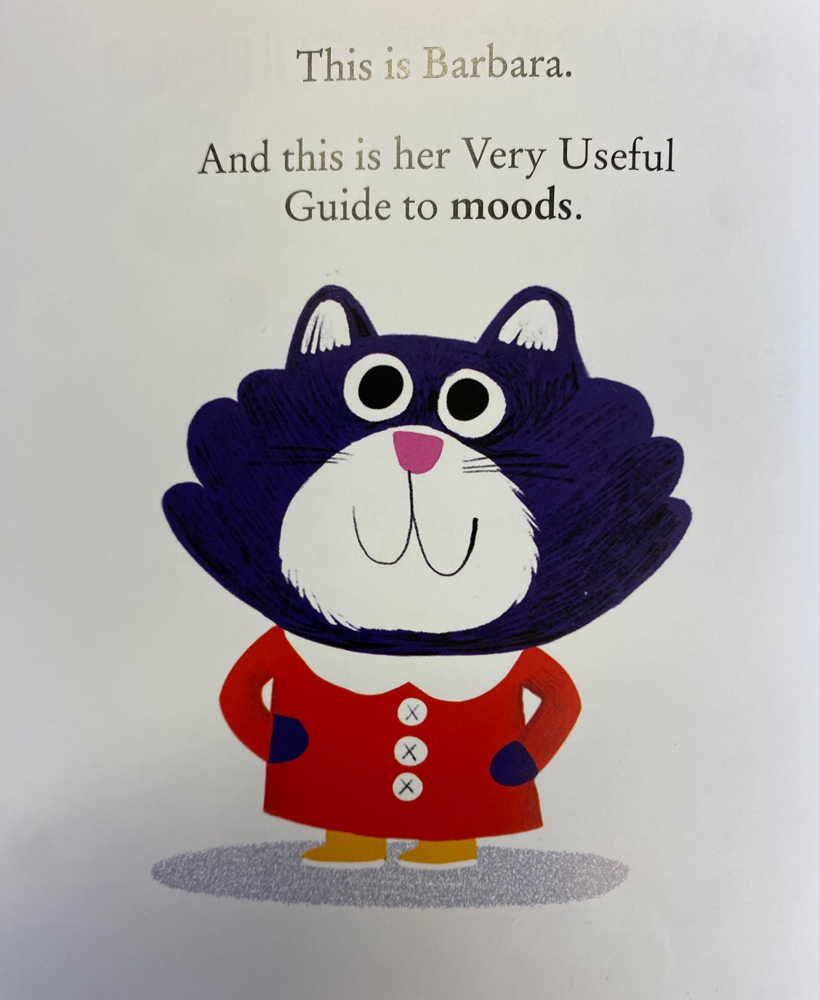 This is Barbara.
And this is her Very Useful
Guide to moods.